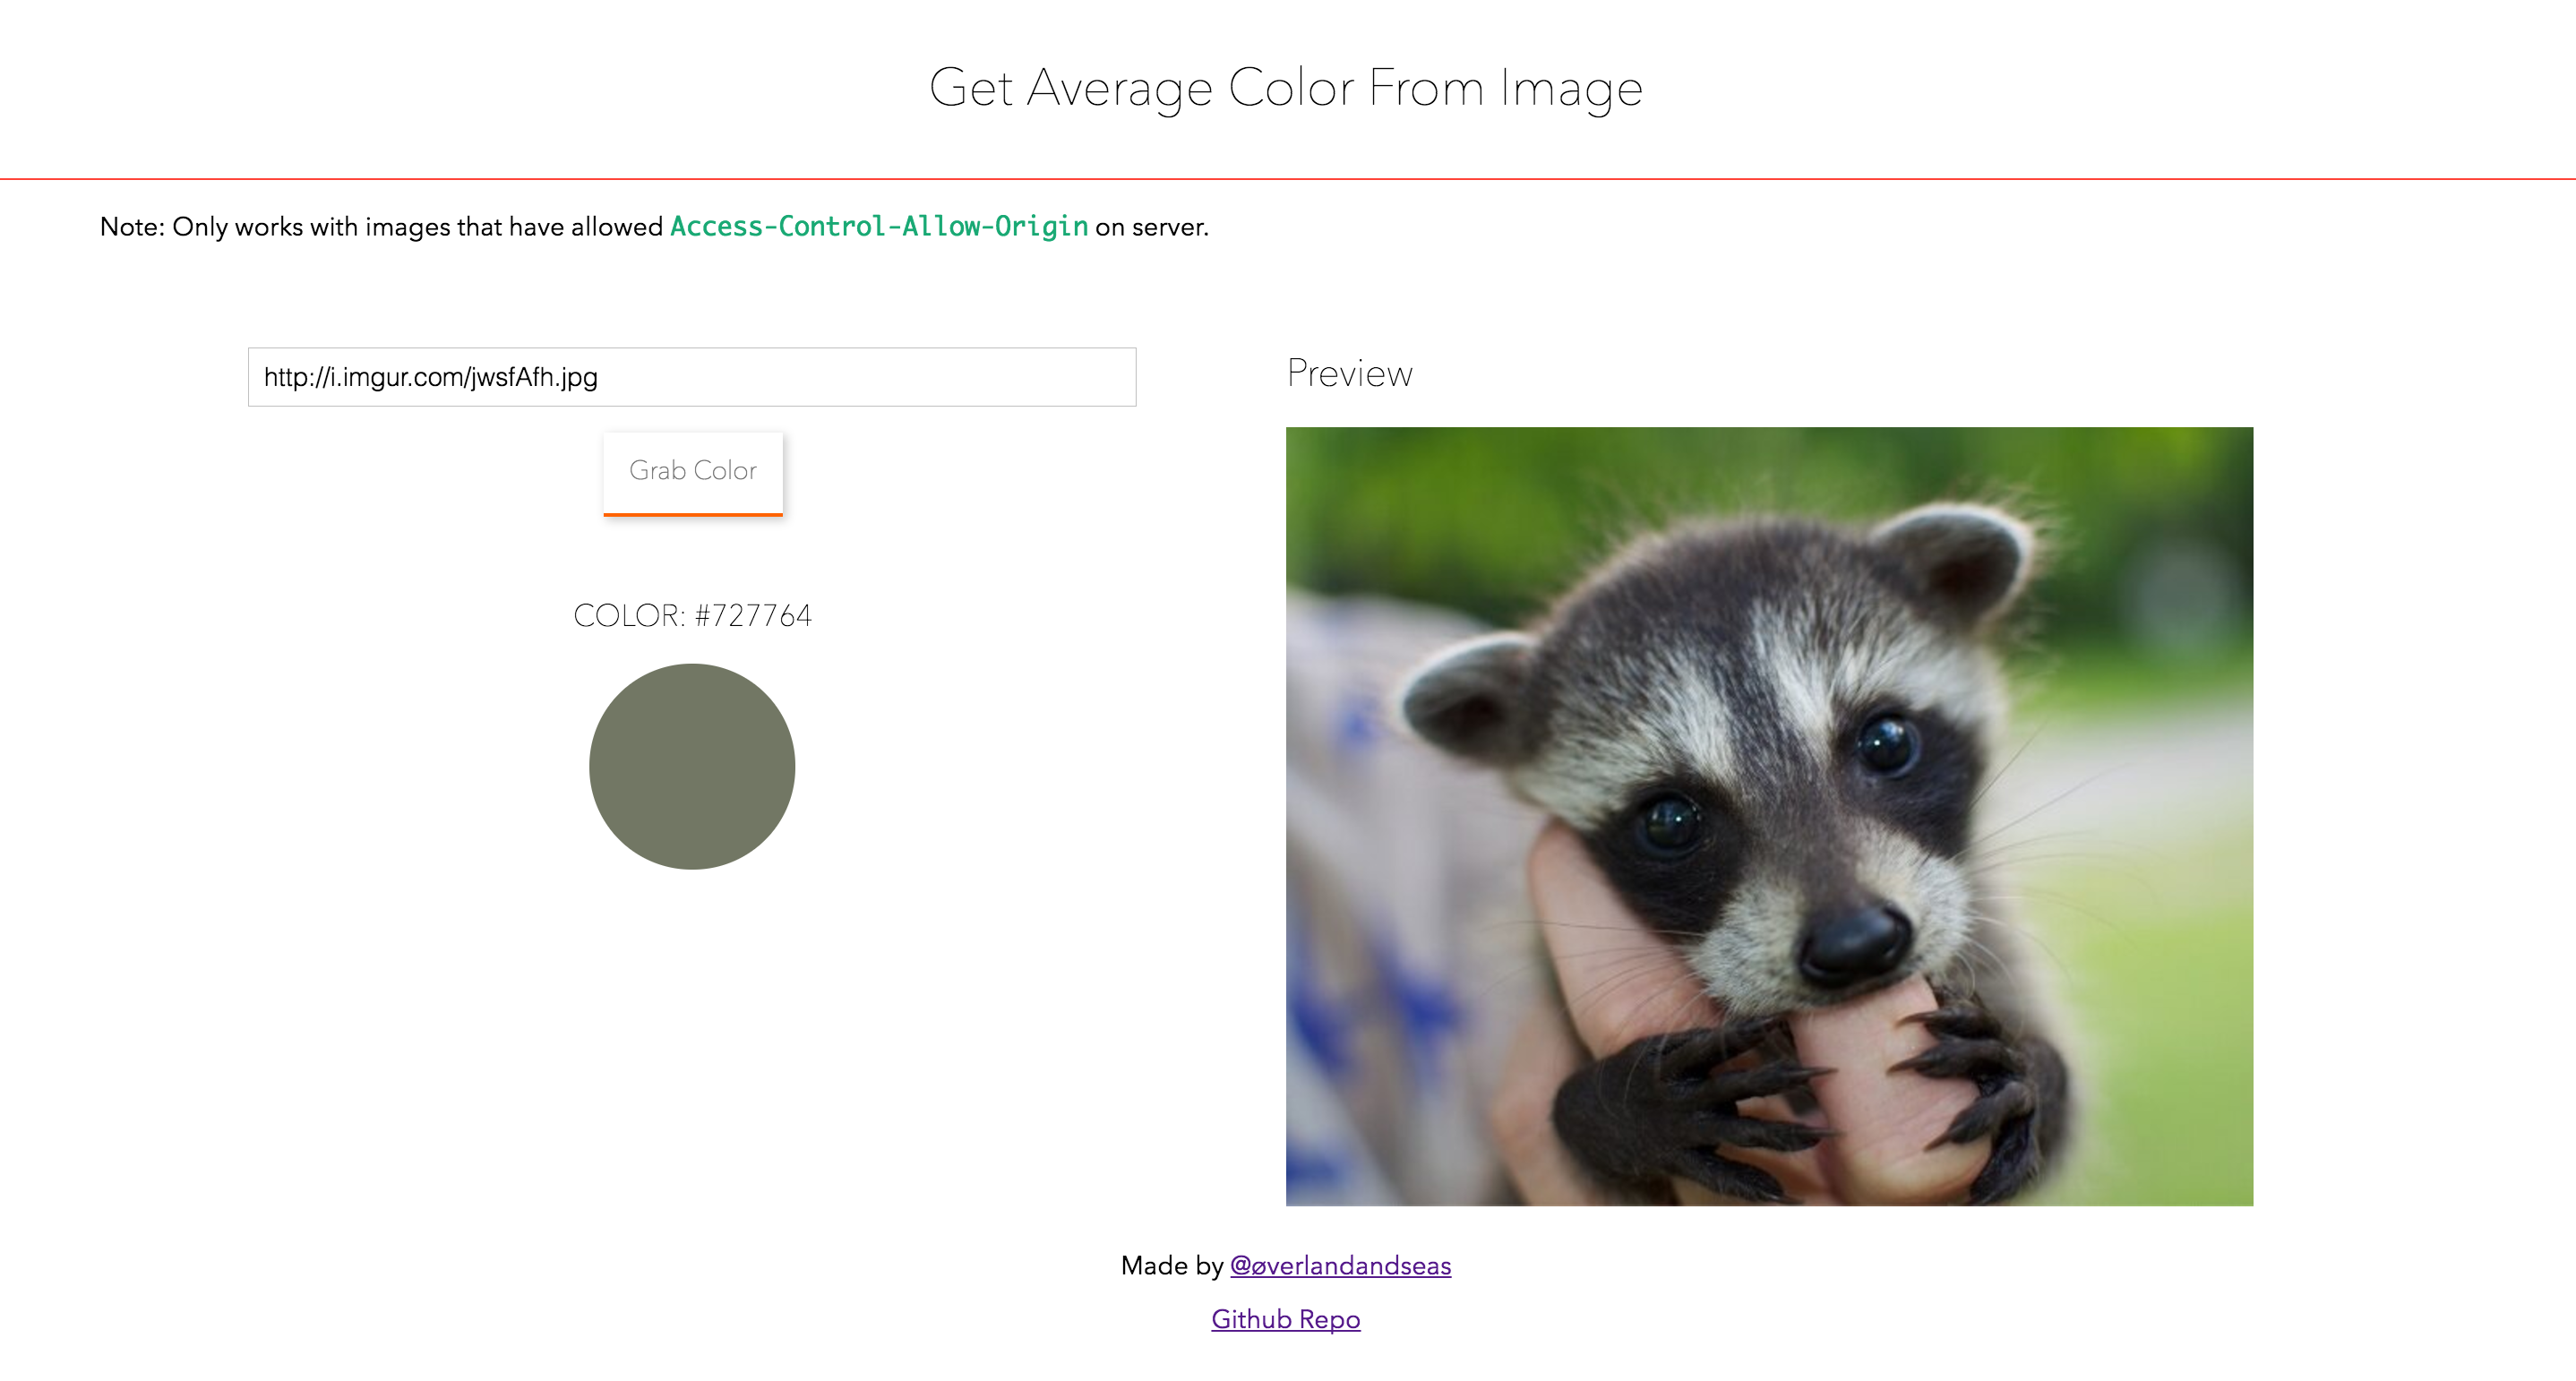 Get Average Color From Image
Note: Only works with images that have allowed Access-Control-Allow-Origin on server.
http://i.imgur.com/jwsfAfh.jpg
Grab Color
COLOR: #727764
Preview
Made by @øverlandandseas
Github Repo